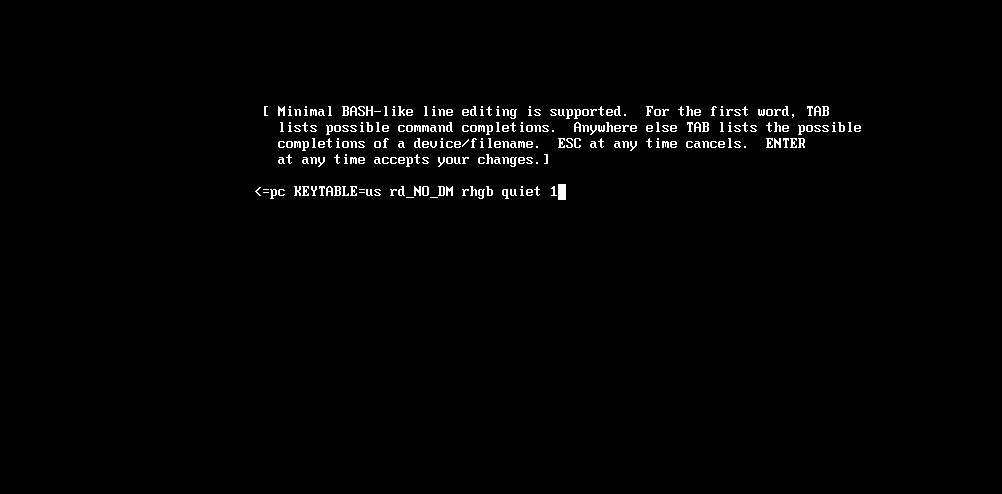 [ Minimal BASH-like line editing is supported.  For the first word, TAB
lists possible command completions.  Anywhere else TAB lists the possible
completions of a device/filename.  ESC at any time cancels.  ENTER
at any time accepts your changes.]
<=pc KEYTABLE=us rd_NO_DM rhgb quiet 1